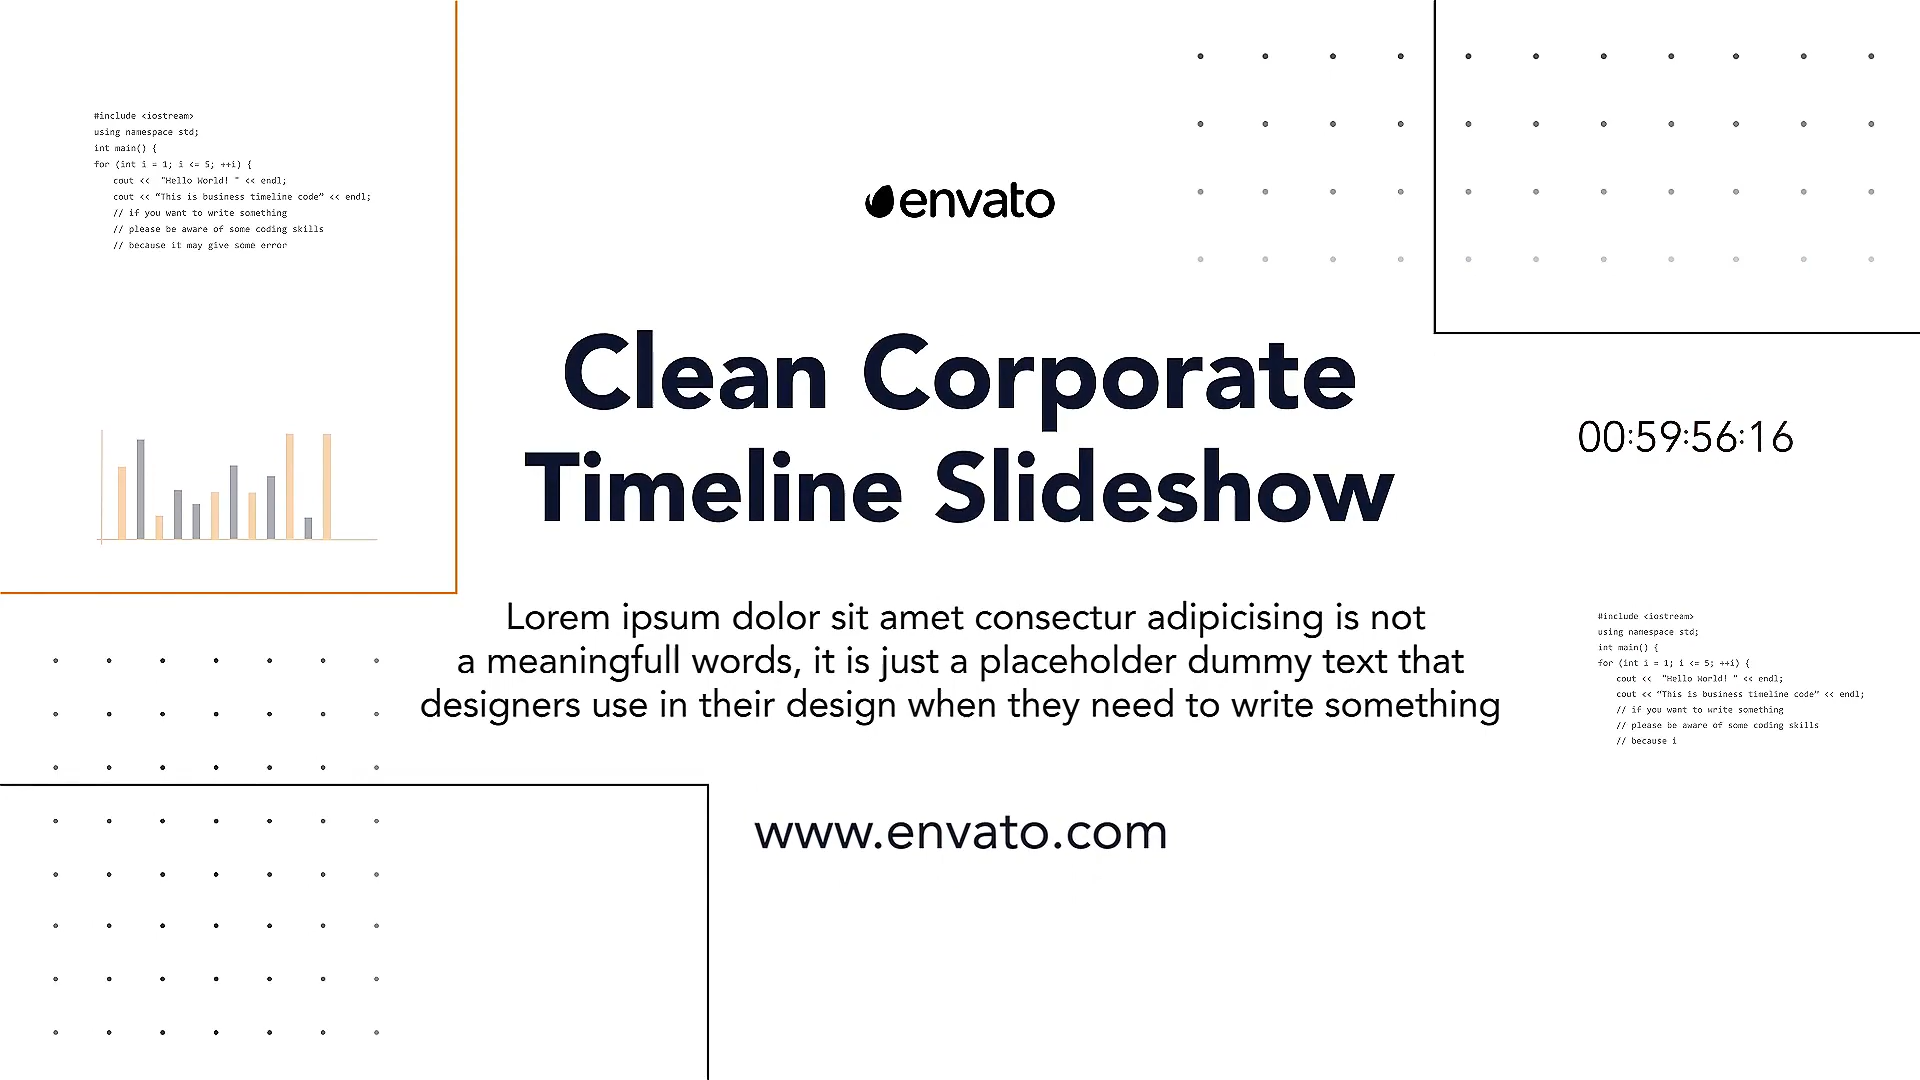 #include <iostream>
using namespace std;
int main() {
for (int i = 1; i <= 5; ++i) {
cout <<  "Hello World! " << endl;
cout << “This is business timeline code” << endl;
// if you want to write something
// please be aware of some coding skills
// because it may give some error
envato
Clean Corporate
Timeline Slideshow
Lorem ipsum dolor sit amet consectur adipicising is not
a meaningfull words, it is just a placeholder dummy text that
designers use in their design when they need to write something
www.envato.com
00:59:56:16
#include <iostream>
using namespace std;
int main() {
for (int i = 1; i <= 5; ++i) {
cout <<  "Hello World! " << endl;
cout << “This is business timeline code” << endl;
// if you want to write something
// please be aware of some coding skills
// because i